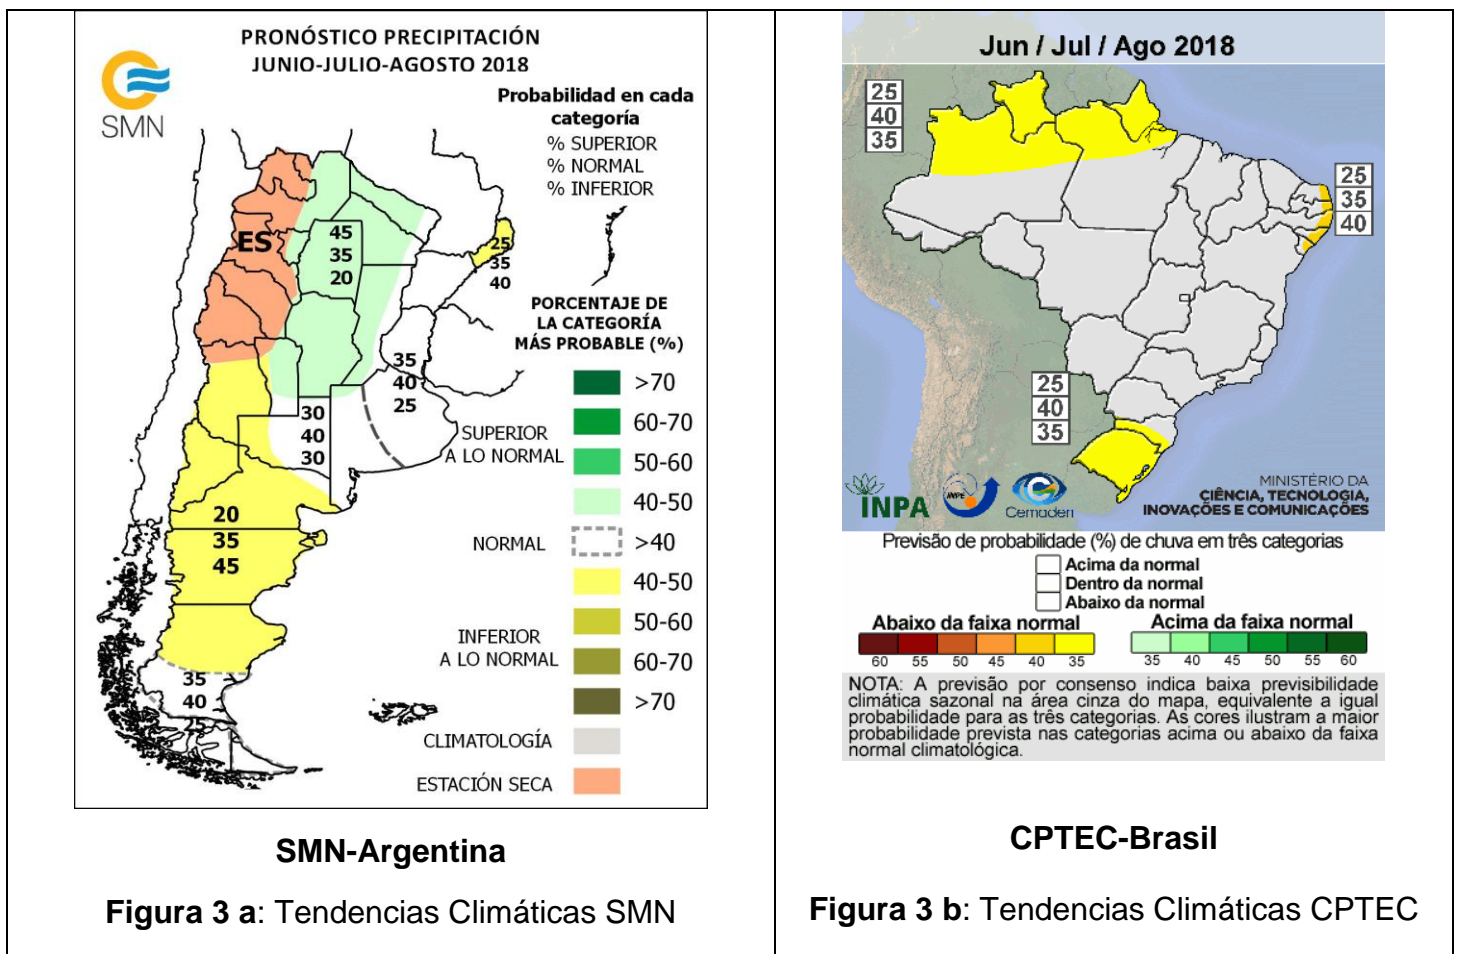 PRONÓSTICO PRECIPITACIÓN
JUNIO-JULIO-AGOSTO 2018
SMN
Probabilidad en cada
categoría
% SUPERIOR
% NORMAL
% INFERIOR
ES
45
35
20
25
35
40
PORCENTAJE DE
LA CATEGORÍA
MÁS PROBABLE (%)
35
40
25
30
40
30
20
35
45
35
40
25
SUPERIOR
A LO NORMAL
>70
60-70
50-60
40-50
NORMAL
>40
INFERIOR
A LO NORMAL
40-50
50-60
60-70
>70
CLIMATOLOGÍA
ESTACIÓN SECA
SMN-Argentina
Figura 3 a: Tendencias Climáticas SMN
Jun / Jul / Ago 2018
25
40
35
25
35
40
25
40
35
INPA
INPE
Cemaden
MINISTÉRIO DA
CIÊNCIA, TECNOLOGIA,
INOVAÇÕES E COMUNICAÇÕES
Previsão de probabilidade (%) de chuva em três categorias
Acima da normal
Dentro da normal
Abaixo da normal
Abaixo da faixa normal
60 55 50 45 40 35
Acima da faixa normal
35 40 45 50 55 60
NOTA: A previsão por consenso indica baixa previsibilidade
climática sazonal na área cinza do mapa, equivalente a igual
probabilidade para as três categorias. As cores ilustram a maior
probabilidade prevista nas categorias acima ou abaixo da faixa
normal climatológica.
CPTEC-Brasil
Figura 3 b: Tendencias Climáticas CPTEC